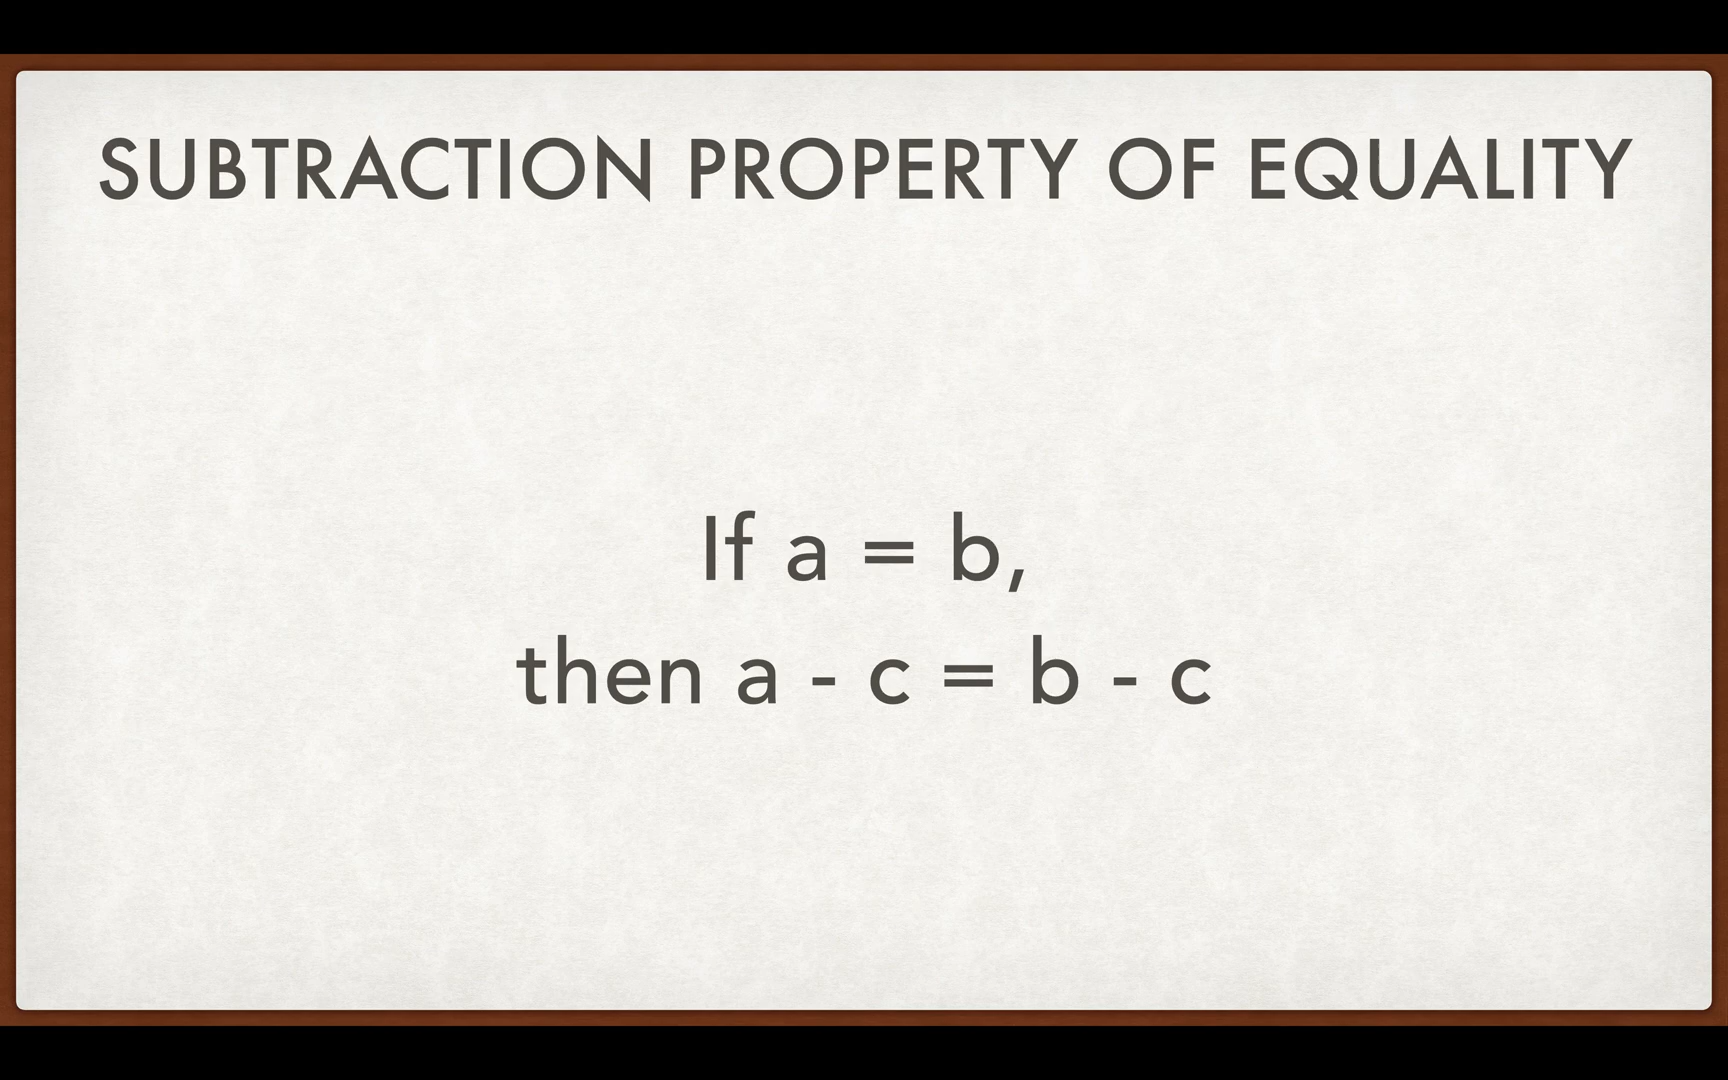 SUBTRACTION PROPERTY OF EQUALITY
If a = b,
then a - c = b - c